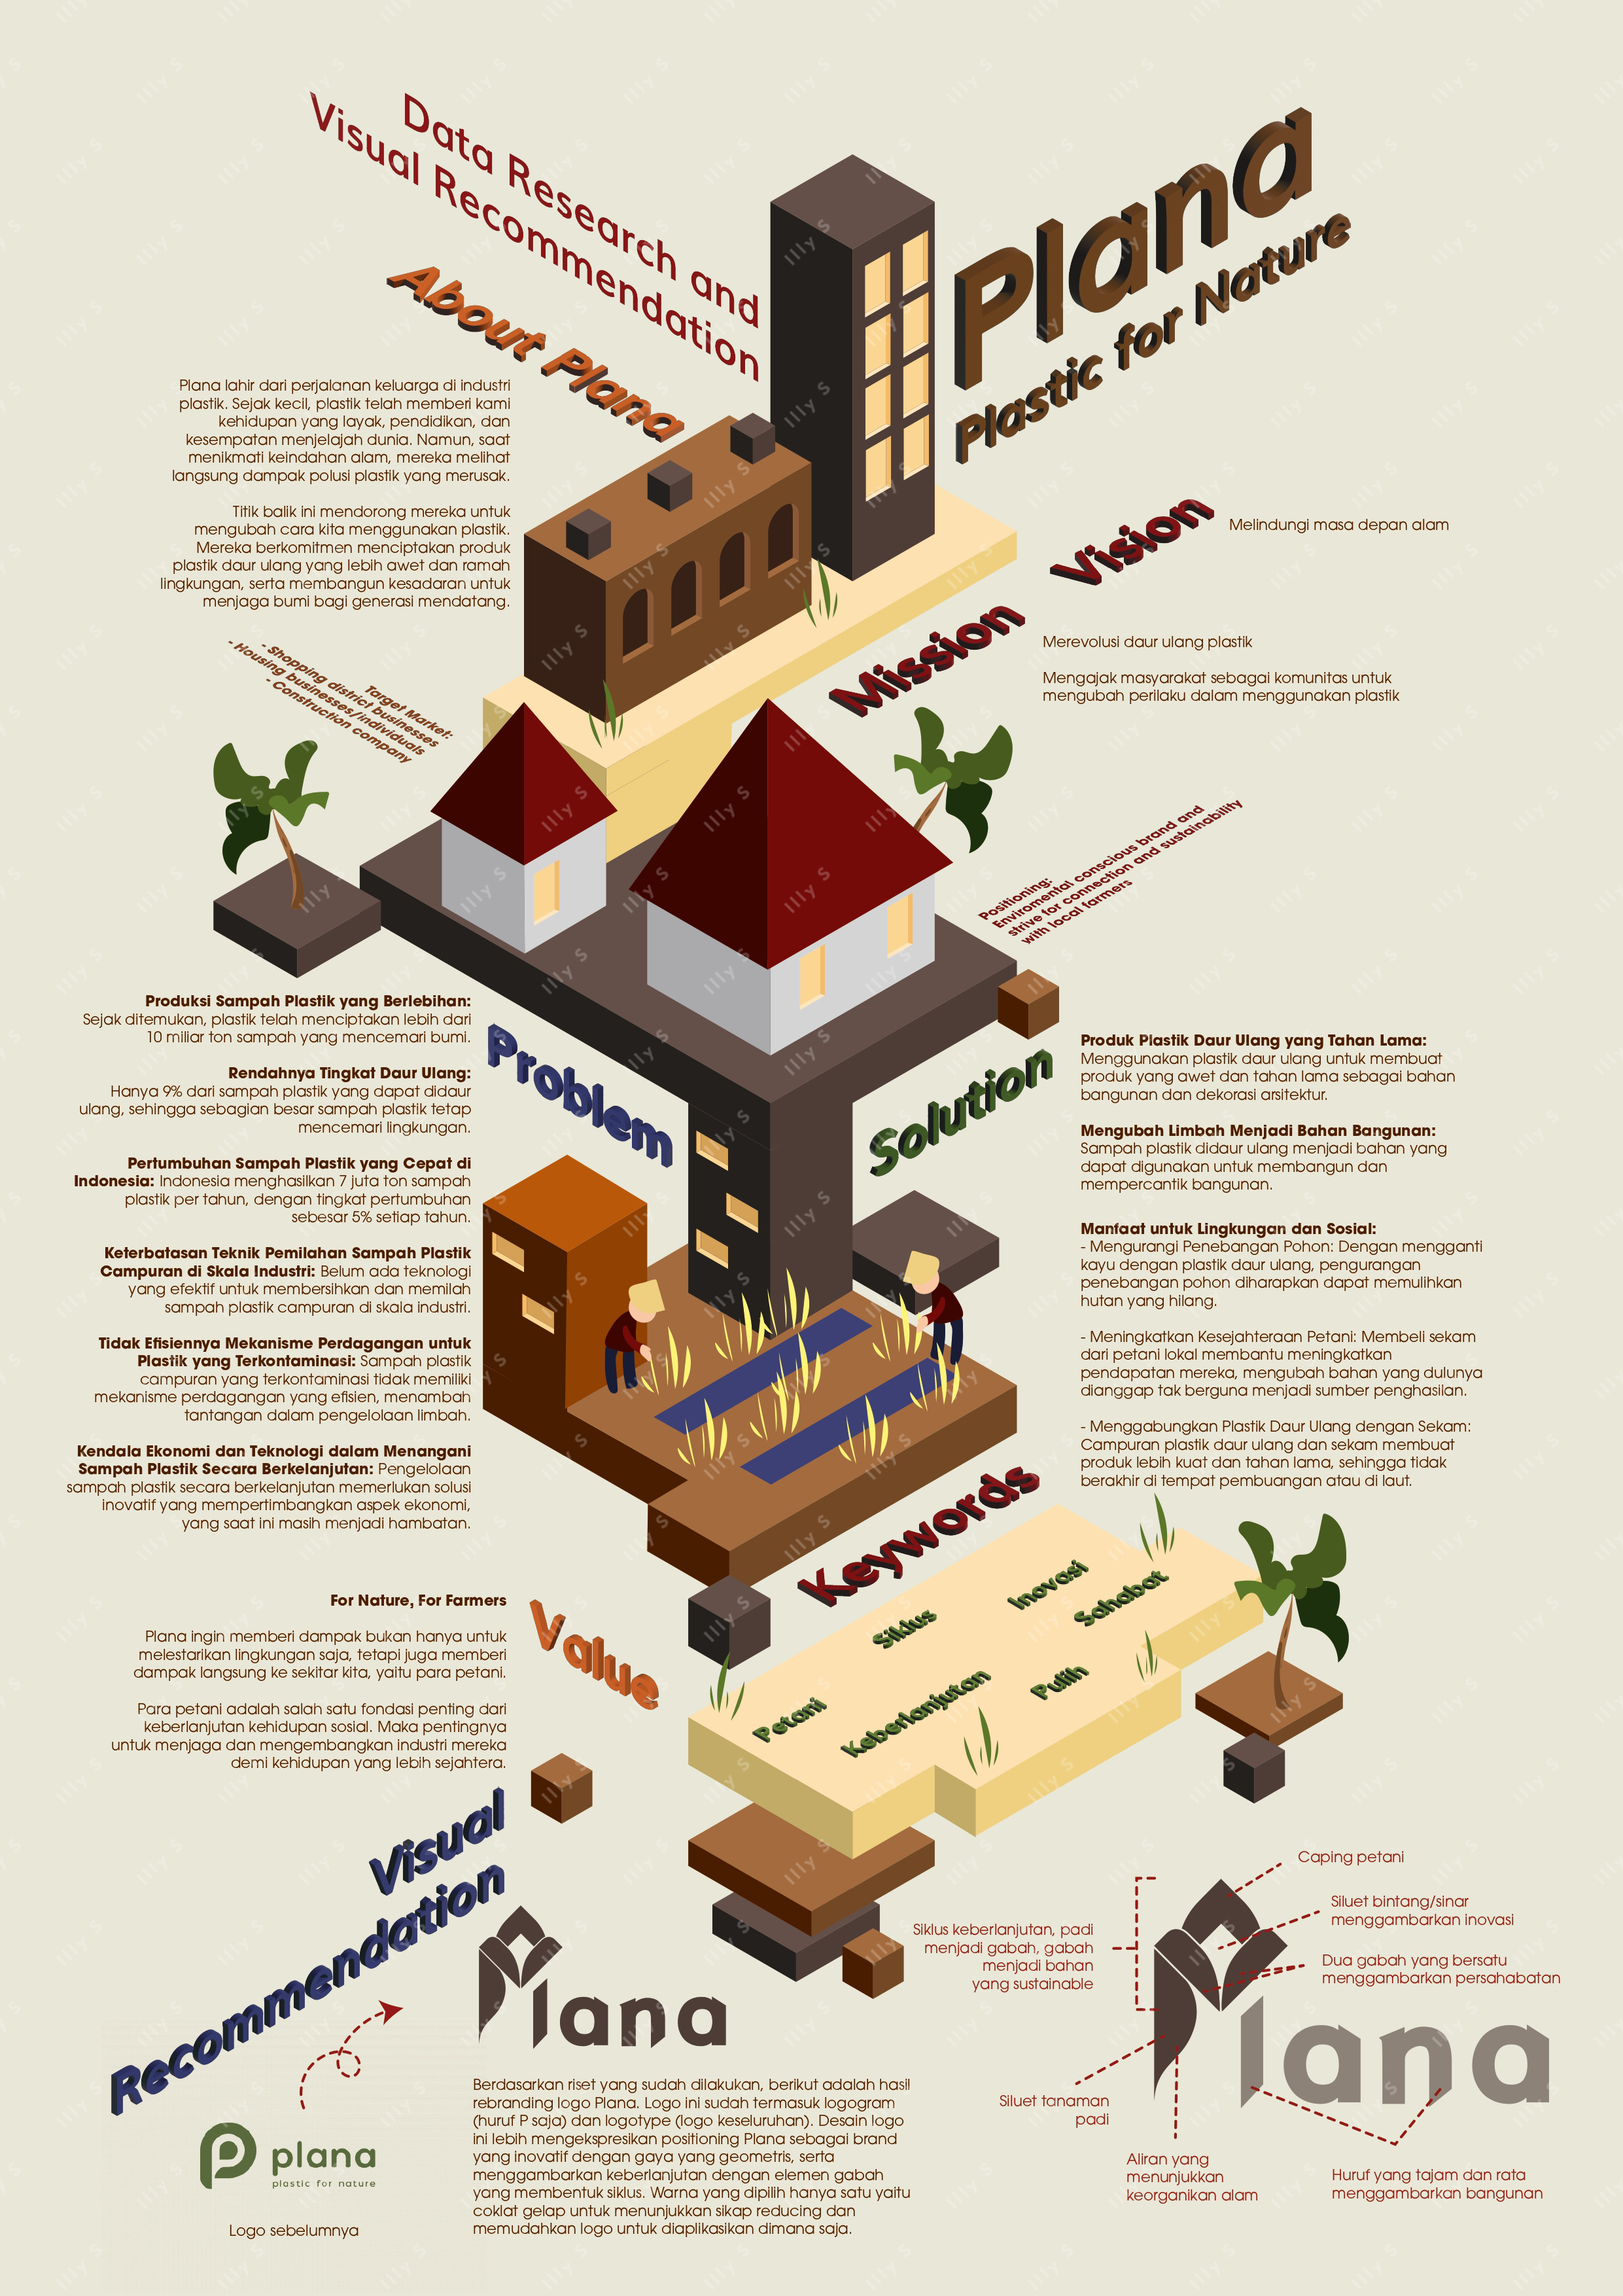 Data Research and
Visual Recommendation
Plana
Plastic for Nature
About Plana
Plana lahir dari perjalanan keluarga di industri
plastik. Sejak kecil, plastik telah memberi kami
kehidupan yang layak, pendidikan, dan
kesempatan menjelajah dunia. Namun, saat
menikmati keindahan alam, mereka melihat
langsung dampak polusi plastik yang merusak.
Titik balik ini mendorong mereka untuk
mengubah cara kita menggunakan plastik.
Mereka berkomitmen menciptakan produk
plastik daur ulang yang lebih awet dan ramah
lingkungan, serta membangun kesadaran untuk
menjaga bumi bagi generasi mendatang.
Vision
Melindungi masa depan alam
Mission
Merevolusi daur ulang plastik
Mengajak masyarakat sebagai komunitas untuk
mengubah perilaku dalam menggunakan plastik
Target Market:
- Shopping district businesses
- Housing businesses/individuals
- Construction company
Positioning:
Enviromental conscious brand and
strive for connection and sustainability
with local farmers
Problem
Produksi Sampah Plastik yang Berlebihan:
Sejak ditemukan, plastik telah menciptakan lebih dari
10 miliar ton sampah yang mencemari bumi.
Rendahnya Tingkat Daur Ulang:
Hanya 9% dari sampah plastik yang dapat didaur
ulang, sehingga sebagian besar sampah plastik tetap
mencemari lingkungan.
Pertumbuhan Sampah Plastik yang Cepat di
Indonesia: Indonesia menghasilkan 7 juta ton sampah
plastik per tahun, dengan tingkat pertumbuhan
sebesar 5% setiap tahun.
Keterbatasan Teknik Pemilahan Sampah Plastik
Campuran di Skala Industri: Belum ada teknologi
yang efektif untuk membersihkan dan memilah
sampah plastik campuran di skala industri.
Tidak Efisiennya Mekanisme Perdagangan untuk
Plastik yang Terkontaminasi: Sampah plastik
campuran yang terkontaminasi tidak memiliki
mekanisme perdagangan yang efisien, menambah
tantangan dalam pengelolaan limbah.
Kendala Ekonomi dan Teknologi dalam Menangani
Sampah Plastik Secara Berkelanjutan: Pengelolaan
sampah plastik secara berkelanjutan memerlukan solusi
inovatif yang mempertimbangkan aspek ekonomi,
yang saat ini masih menjadi hambatan.
Solution
Produk Plastik Daur Ulang yang Tahan Lama:
Menggunakan plastik daur ulang untuk membuat
produk yang awet dan tahan lama sebagai bahan
bangunan dan dekorasi arsitektur.
Mengubah Limbah Menjadi Bahan Bangunan:
Sampah plastik didaur ulang menjadi bahan yang
dapat digunakan untuk membangun dan
mempercantik bangunan.
Manfaat untuk Lingkungan dan Sosial:
- Mengurangi Penebangan Pohon: Dengan mengganti
kayu dengan plastik daur ulang, pengurangan
penebangan pohon diharapkan dapat memulihkan
hutan yang hilang.
- Meningkatkan Kesejahteraan Petani: Membeli sekam
dari petani lokal membantu meningkatkan
pendapatan mereka, mengubah bahan yang dulunya
dianggap tak berguna menjadi sumber penghasilan.
- Menggabungkan Plastik Daur Ulang dengan Sekam:
Campuran plastik daur ulang dan sekam membuat
produk lebih kuat dan tahan lama, sehingga tidak
berakhir di tempat pembuangan atau di laut.
Keywords
Inovasi
Sahabat
Siklus
Pulih
Keberlanjutan
Petani
Value
For Nature, For Farmers
Plana ingin memberi dampak bukan hanya untuk
melestarikan lingkungan saja, tetapi juga memberi
dampak langsung ke sekitar kita, yaitu para petani.
Para petani adalah salah satu fondasi penting dari
keberlanjutan kehidupan sosial. Maka pentingnya
untuk menjaga dan mengembangkan industri mereka
demi kehidupan yang lebih sejahtera.
Visual
Recommendation
plana
plastic for nature
Logo sebelumnya
Plana
Berdasarkan riset yang sudah dilakukan, berikut adalah hasil
rebranding logo Plana. Logo ini sudah termasuk logogram
(huruf P saja) dan logotype (logo keseluruhan). Desain logo
ini lebih mengekspresikan positioning Plana sebagai brand
yang inovatif dengan gaya yang geometris, serta
menggambarkan keberlanjutan dengan elemen gabah
yang membentuk siklus. Warna yang dipilih hanya satu yaitu
coklat gelap untuk menunjukkan sikap reducing dan
memudahkan logo untuk diaplikasikan dimana saja.
Caping petani
Siluet bintang/sinar
menggambarkan inovasi
Dua gabah yang bersatu
menggambarkan persahabatan
Siklus keberlanjutan, padi
menjadi gabah, gabah
menjadi bahan
yang sustainable
Plana
Siluet tanaman
padi
Aliran yang
menunjukkan
keorganikan alam
Huruf yang tajam dan rata
menggambarkan bangunan
Illy S